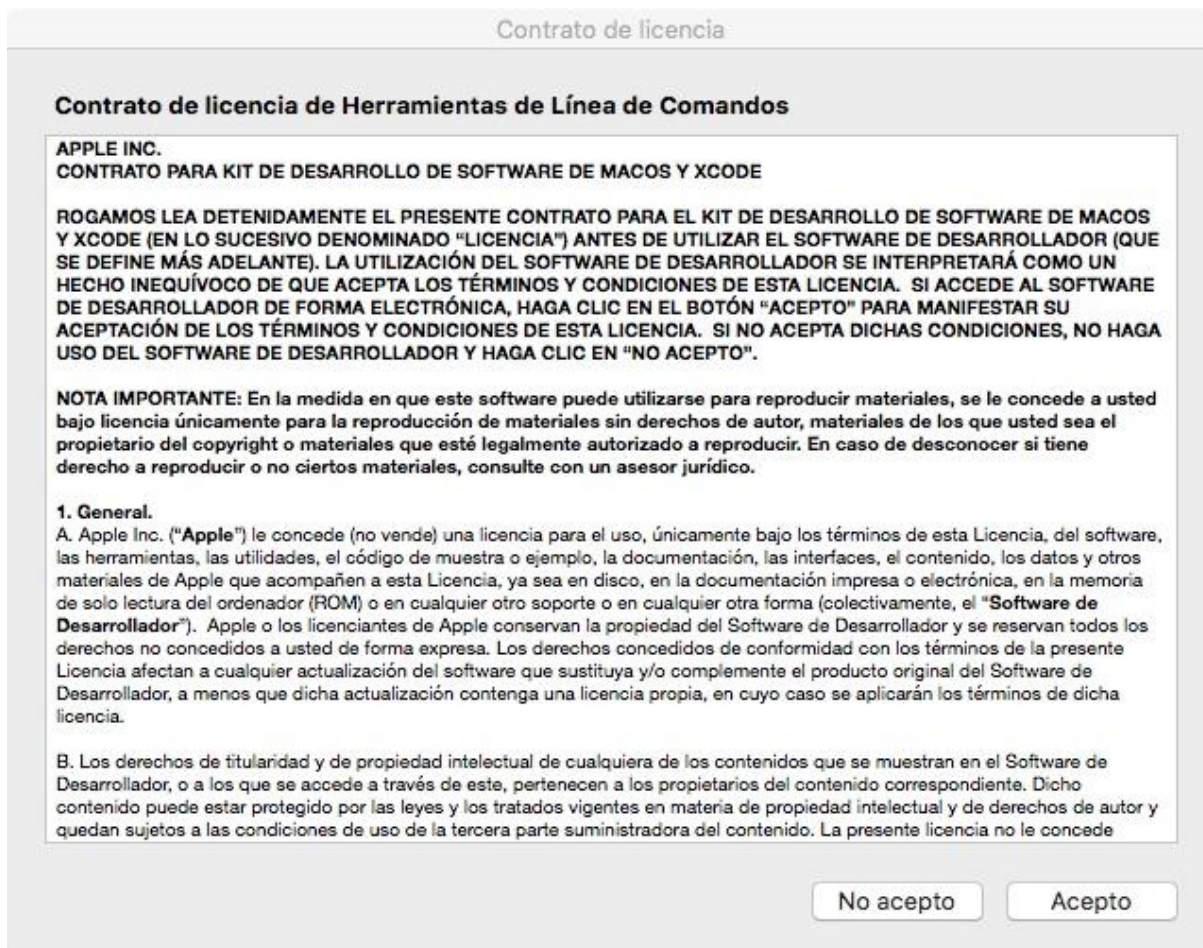 Contrato de licencia
Contrato de licencia de Herramientas de Línea de Comandos
APPLE INC.
CONTRATO PARA KIT DE DESARROLLO DE SOFTWARE DE MACOS Y XCODE
ROGAMOS LEA DETENIDAMENTE EL PRESENTE CONTRATO PARA EL KIT DE DESARROLLO DE SOFTWARE DE MACOS
Y XCODE (EN LO SUCESIVO DENOMINADO “LICENCIA”) ANTES DE UTILIZAR EL SOFTWARE DE DESARROLLADOR (QUE
SE DEFINE MÁS ADELANTE). LA UTILIZACIÓN DEL SOFTWARE DE DESARROLLADOR SE INTERPRETARÁ COMO UN
HECHO INEQUÍVOCO DE QUE ACEPTA LOS TÉRMINOS Y CONDICIONES DE ESTA LICENCIA.  SI ACCEDE AL SOFTWARE
DE DESARROLLADOR DE FORMA ELECTRÓNICA, HAGA CLIC EN EL BOTÓN “ACEPTO” PARA MANIFESTAR SU
ACEPTACIÓN DE LOS TÉRMINOS Y CONDICIONES DE ESTA LICENCIA.  SI NO ACEPTA DICHAS CONDICIONES, NO HAGA
USO DEL SOFTWARE DE DESARROLLADOR Y HAGA CLIC EN “NO ACEPTO”.
NOTA IMPORTANTE: En la medida en que este software puede utilizarse para reproducir materiales, se le concede a usted
bajo licencia únicamente para la reproducción de materiales sin derechos de autor, materiales de los que usted sea el
propietario del copyright o materiales que esté legalmente autorizado a reproducir. En caso de desconocer si tiene
derecho a reproducir o no ciertos materiales, consulte con un asesor jurídico.
1. General.
A. Apple Inc. (“Apple”) le concede (no vende) una licencia para el uso, únicamente bajo los términos de esta Licencia, del software,
las herramientas, las utilidades, el código de muestra o ejemplo, la documentación, las interfaces, el contenido, los datos y otros
materiales de Apple que acompañen a esta Licencia, ya sea en disco, en la documentación impresa o electrónica, en la memoria
de solo lectura del ordenador (ROM) o en cualquier otro soporte o en cualquier otra forma (colectivamente, el “Software de
Desarrollador”).  Apple o los licenciantes de Apple conservan la propiedad del Software de Desarrollador y se reservan todos los
derechos no concedidos a usted de forma expresa. Los derechos concedidos de conformidad con los términos de la presente
Licencia afectan a cualquier actualización del software que sustituya y/o complemente el producto original del Software de
Desarrollador, a menos que dicha actualización contenga una licencia propia, en cuyo caso se aplicarán los términos de dicha
licencia.
B. Los derechos de titularidad y de propiedad intelectual de cualquiera de los contenidos que se muestran en el Software de
Desarrollador, o a los que se accede a través de este, pertenecen a los propietarios del contenido correspondiente. Dicho
contenido puede estar protegido por las leyes y los tratados vigentes en materia de propiedad intelectual y de derechos de autor y
quedan sujetos a las condiciones de uso de la tercera parte suministradora del contenido. La presente licencia no le concede
No acepto
Acepto